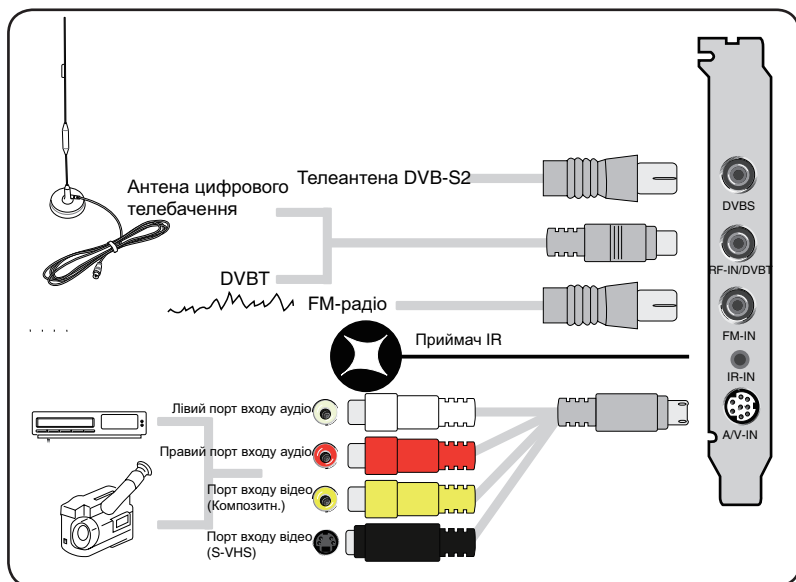 Антена цифрового
телебачення
Телеантена DVB-S2
DVBT
FM-радіо
Приймач IR
Лівий порт входу аудіо
Правий порт входу аудіо
Порт входу відео
(Композитн.)
Порт входу відео
(S-VHS)
DVBS
RF-IN/DVBT
FM-IN
IR-IN
A/V-IN